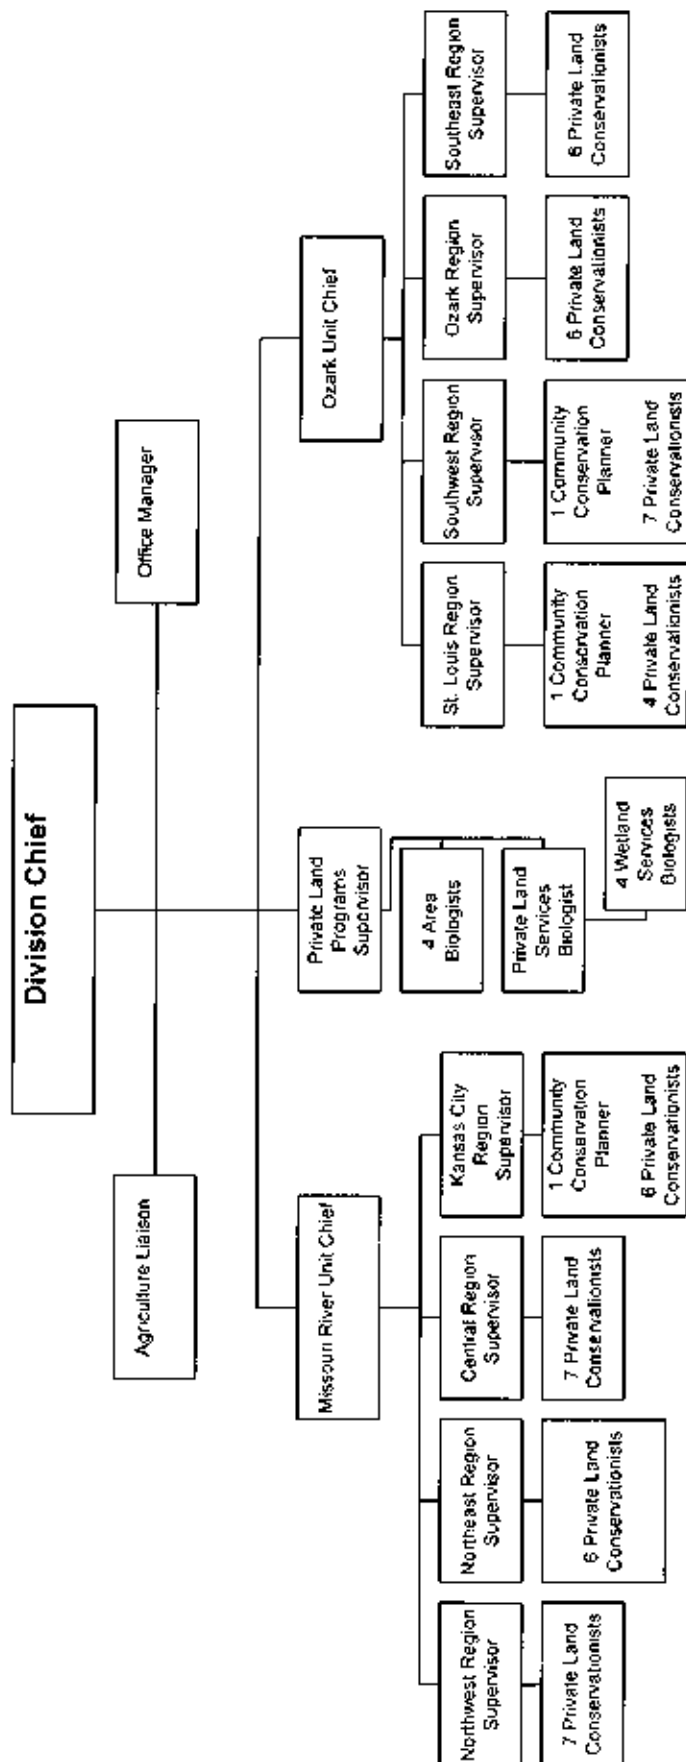 Division Chief
Agriculture Liaison
Office Manager
Missouri River Unit Chief
Private Land
Programs
Supervisor
Ozark Unit Chief
Northwest Region
Supervisor
Northeast Region
Supervisor
Central Region
Supervisor
Kansas City
Region
Supervisor
4 Area
Biologists
St. Louis Region
Supervisor
Southwest Region
Supervisor
Ozark Region
Supervisor
Southeast Region
Supervisor
7 Private Land
Conservationists
6 Private Land
Conservationists
7 Private Land
Conservationists
1 Community
Conservation
Planner
6 Private Land
Conservationists
Private Land
Services
Biologist
4 Wetland
Services
Biologists
1 Community
Conservation
Planner
4 Private Land
Conservationists
1 Community
Conservation
Planner
7 Private Land
Conservationists
6 Private Land
Conservationists
6 Private Land
Conservationists